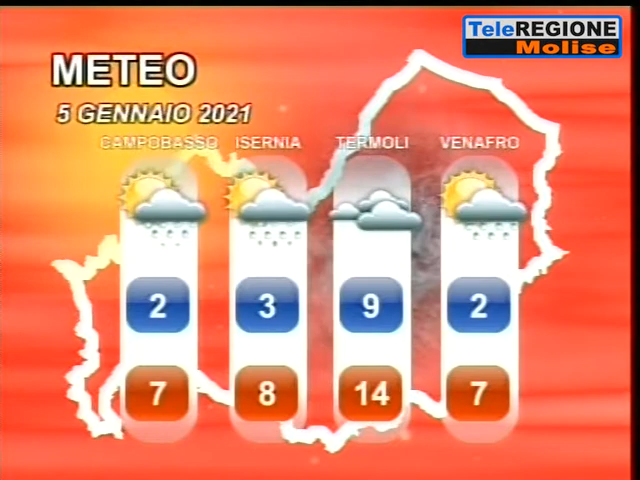 TeleREGIONE
Molise
METEO
5 GENNAIO 2021
CAMPOBASSO ISERNIA TERMOLI VENAFRO
2 3 9 2
7 8 14 7